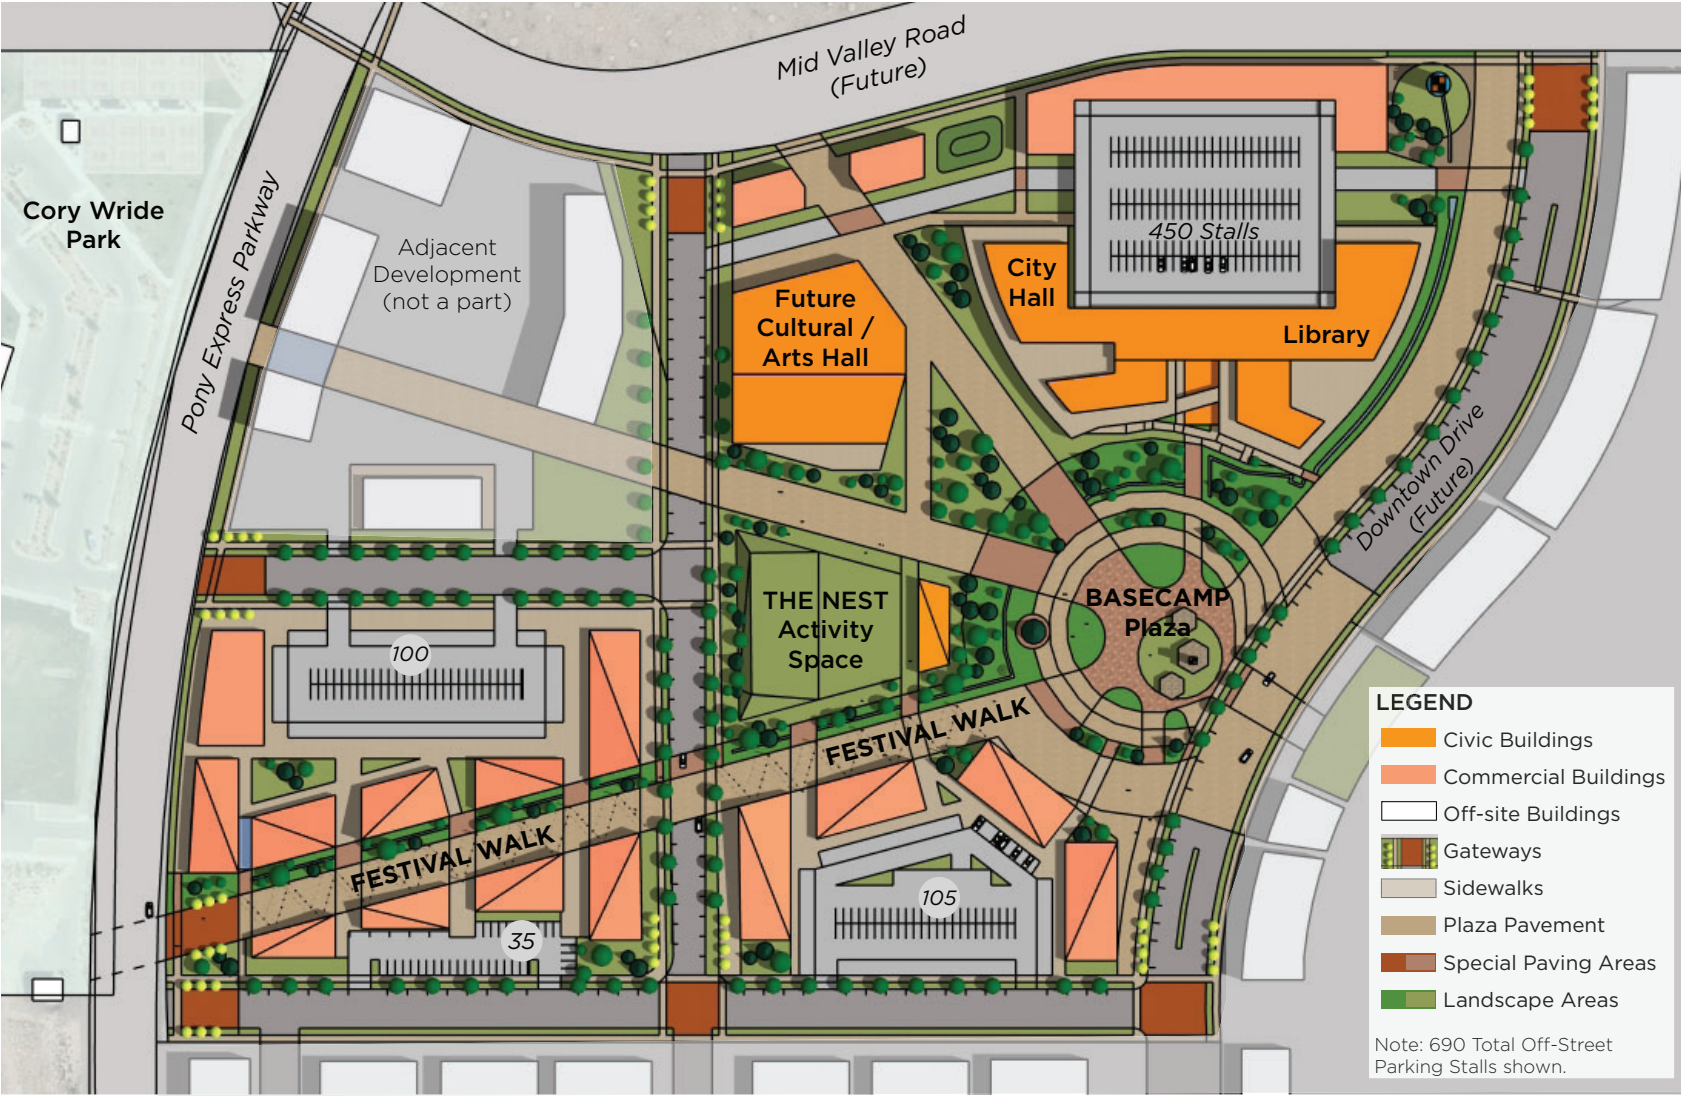 Mid Valley Road
(Future)
Cory Wride
Park
Pony Express Parkway
Adjacent
Development
(not a part)
450 Stalls
City
Hall
Library
Future
Cultural /
Arts Hall
Downtown Drive
(Future)
THE NEST
Activity
Space
BASECAMP
Plaza
100
FESTIVAL WALK
FESTIVAL WALK
105
35
LEGEND
Civic Buildings
Commercial Buildings
Off-site Buildings
Gateways
Sidewalks
Plaza Pavement
Special Paving Areas
Landscape Areas
Note: 690 Total Off-Street
Parking Stalls shown.